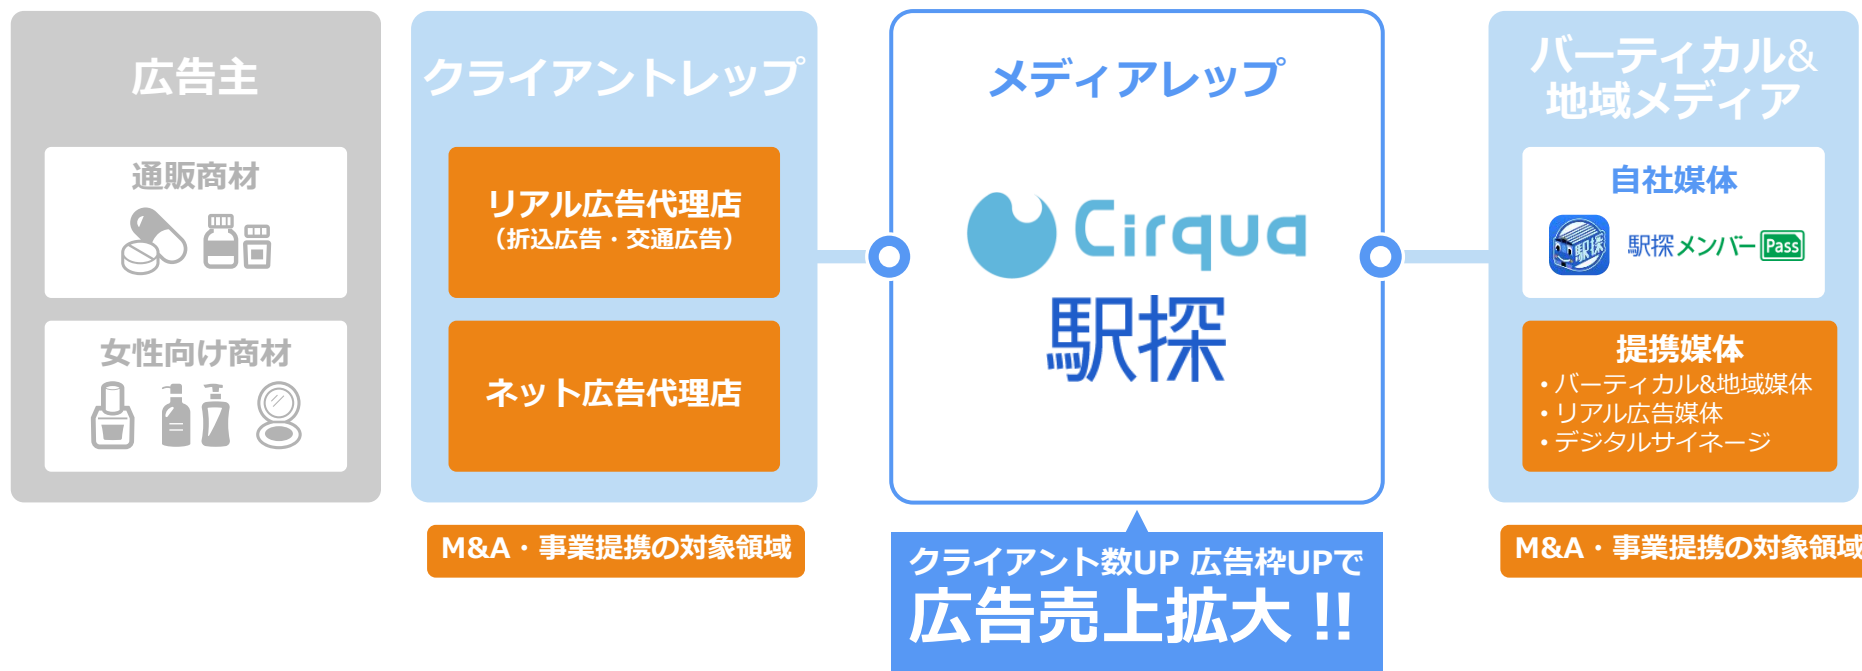 広告主
通販商材
女性向け商材
クライアントレップ
リアル広告代理店
（折込広告・交通広告）
ネット広告代理店
M&A・事業提携の対象領域
メディアレップ
Cirqua
駅探
クライアント数UP 広告枠UPで
広告売上拡大 !!
バーティカル&
地域メディア
自社媒体
駅探
駅探メンバーPass
提携媒体
・バーティカル&地域媒体
・リアル広告媒体
・デジタルサイネージ
M&A・事業提携の対象領域